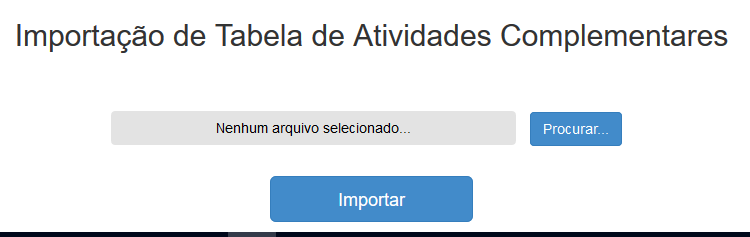 Importação de Tabela de Atividades Complementares
Nenhum arquivo selecionado...
Procurar...
Importar